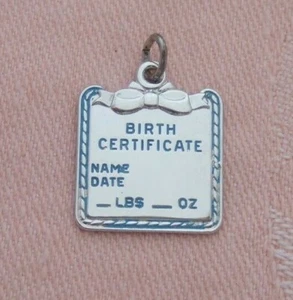 BIRTH
CERTIFICATE
NAMe
DATE
__ LBS __ OZ